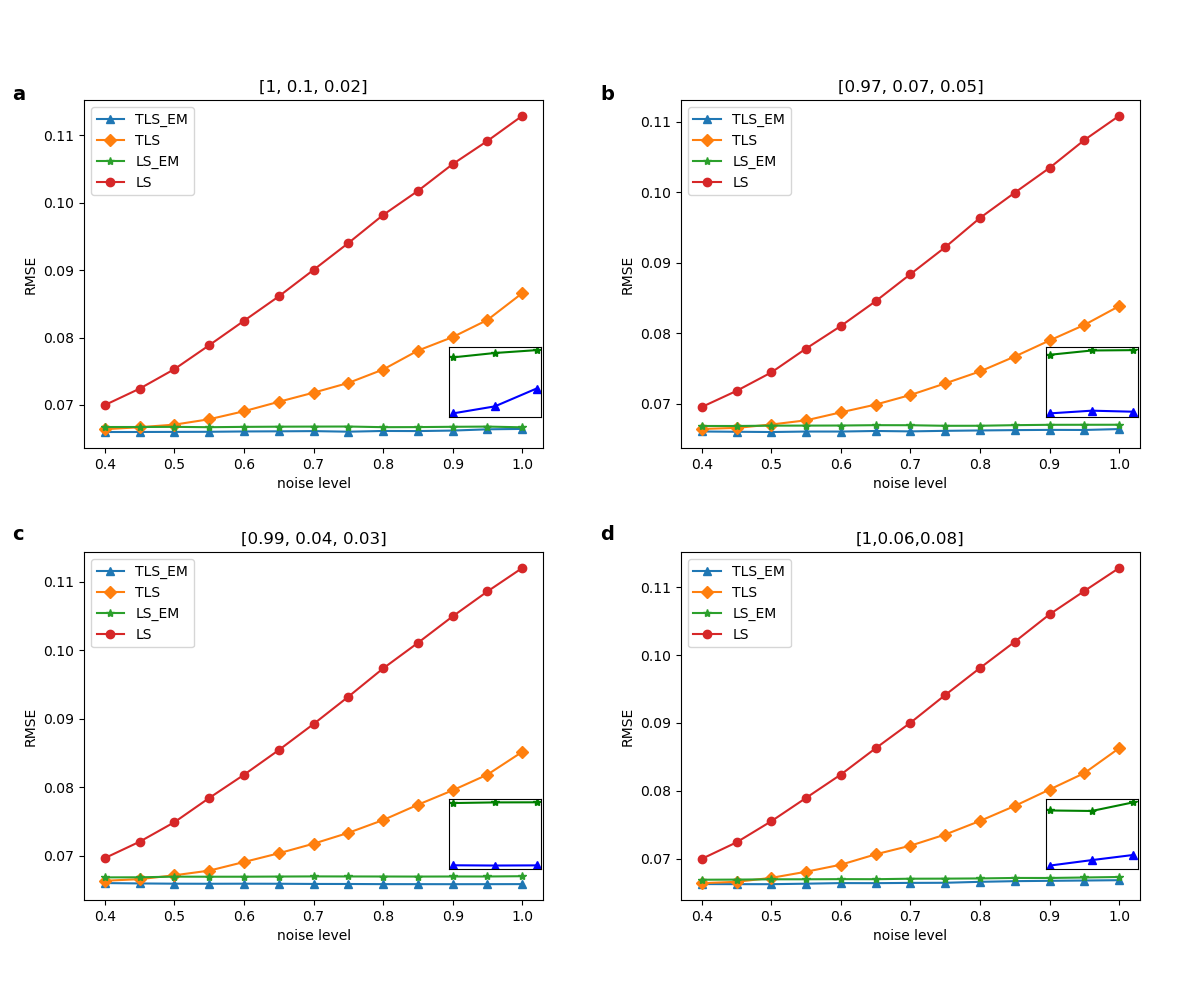 a
[1, 0.1, 0.02]
TLS_EM
TLS
LS_EM
LS
RMSE
0.11
0.10
0.09
0.08
0.07
0.4 0.5 0.6 0.7 0.8 0.9 1.0
noise level
b
[0.97, 0.07, 0.05]
TLS_EM
TLS
LS_EM
LS
RMSE
0.11
0.10
0.09
0.08
0.07
0.4 0.5 0.6 0.7 0.8 0.9 1.0
noise level
c
[0.99, 0.04, 0.03]
TLS_EM
TLS
LS_EM
LS
RMSE
0.11
0.10
0.09
0.08
0.07
0.4 0.5 0.6 0.7 0.8 0.9 1.0
noise level
d
[1,0.06,0.08]
TLS_EM
TLS
LS_EM
LS
RMSE
0.11
0.10
0.09
0.08
0.07
0.4 0.5 0.6 0.7 0.8 0.9 1.0
noise level